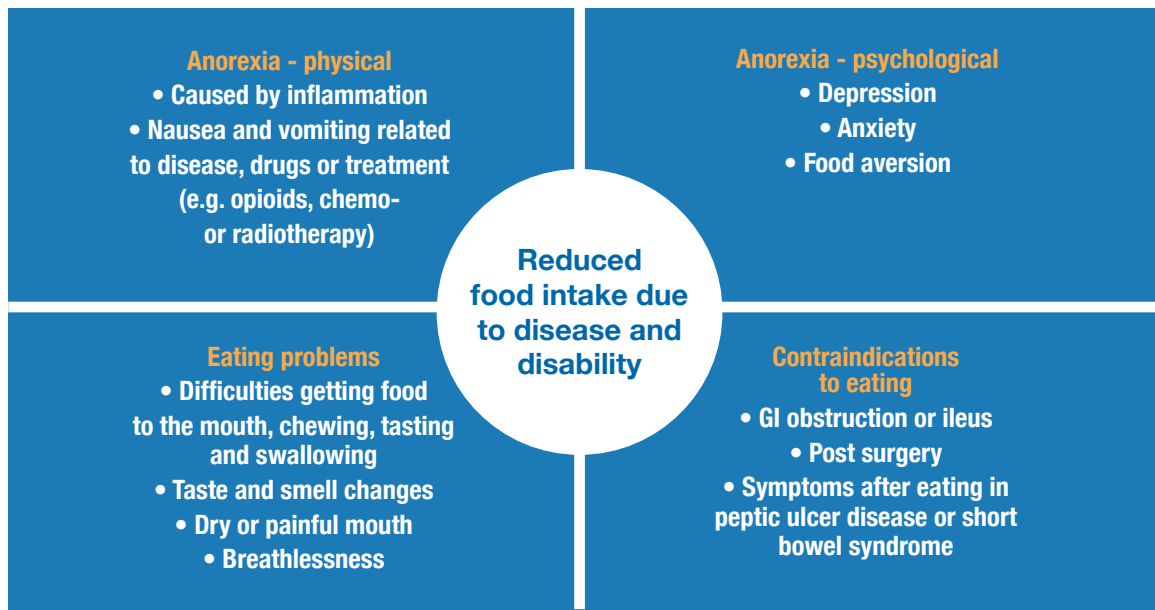 Anorexia - physical
• Caused by inflammation
• Nausea and vomiting related
to disease, drugs or treatment
(e.g. opioids, chemo-
or radiotherapy)
Anorexia - psychological
• Depression
• Anxiety
• Food aversion
Reduced
food intake due
to disease and
disability
Eating problems
• Difficulties getting food
to the mouth, chewing, tasting
and swallowing
• Taste and smell changes
• Dry or painful mouth
• Breathlessness
Contraindications
to eating
• GI obstruction or ileus
• Post surgery
• Symptoms after eating in
peptic ulcer disease or short
bowel syndrome